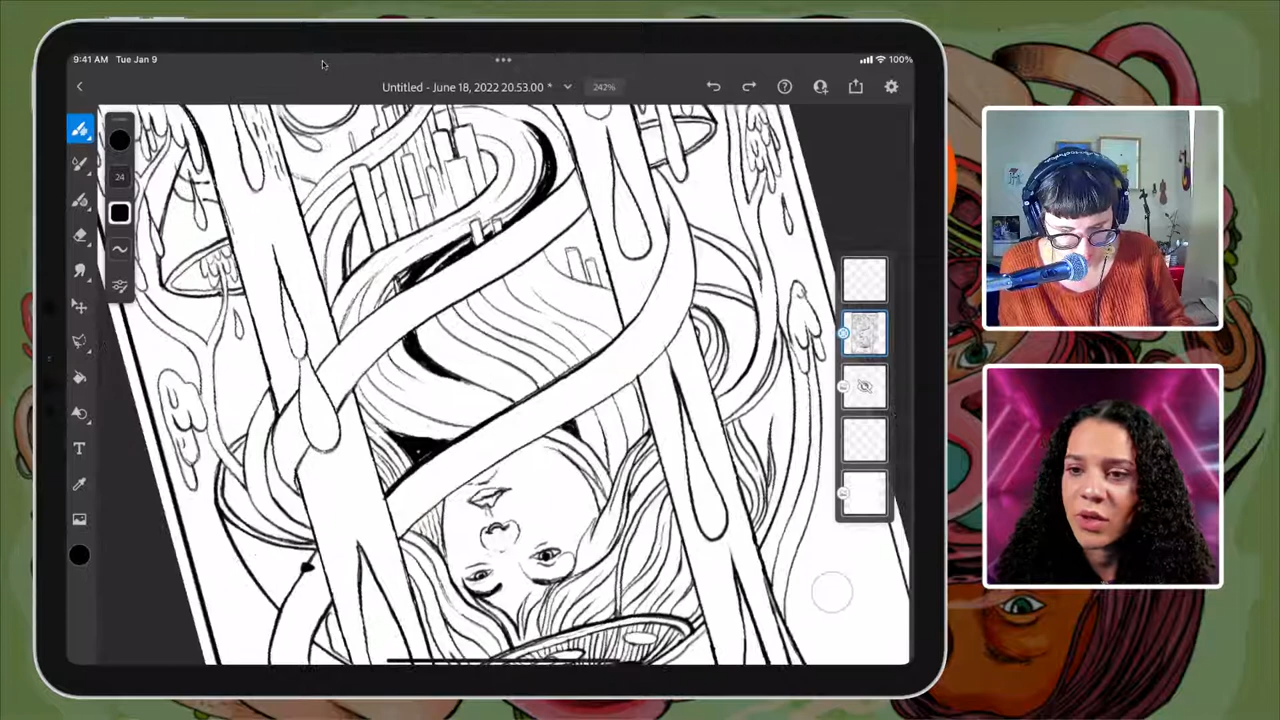 9:41 AM Tue Jan 9
100%
Untitled - June 18, 2022 20.53.00 *
242%
24
T